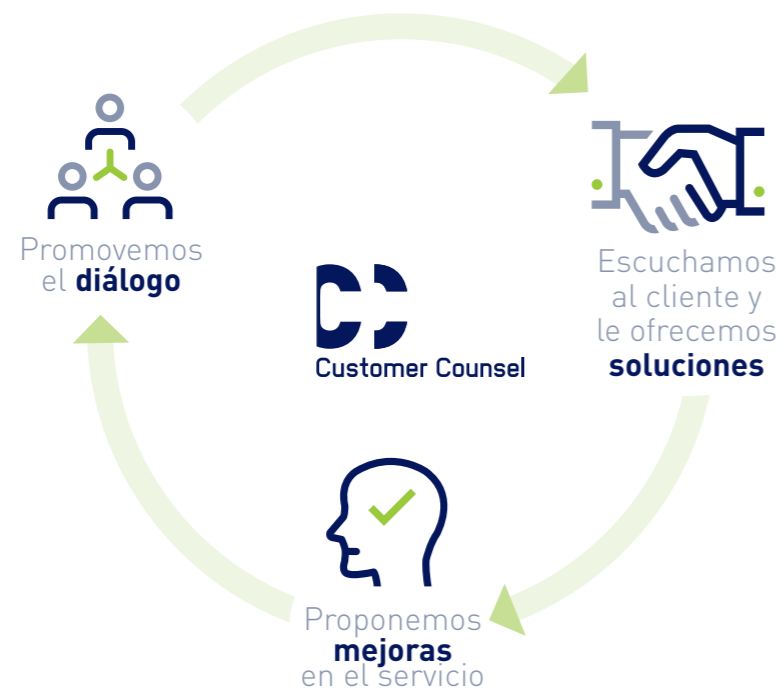 Promovemos
el diálogo
Escuchamos
al cliente y
le ofrecemos
soluciones
Customer Counsel
Proponemos
mejoras
en el servicio